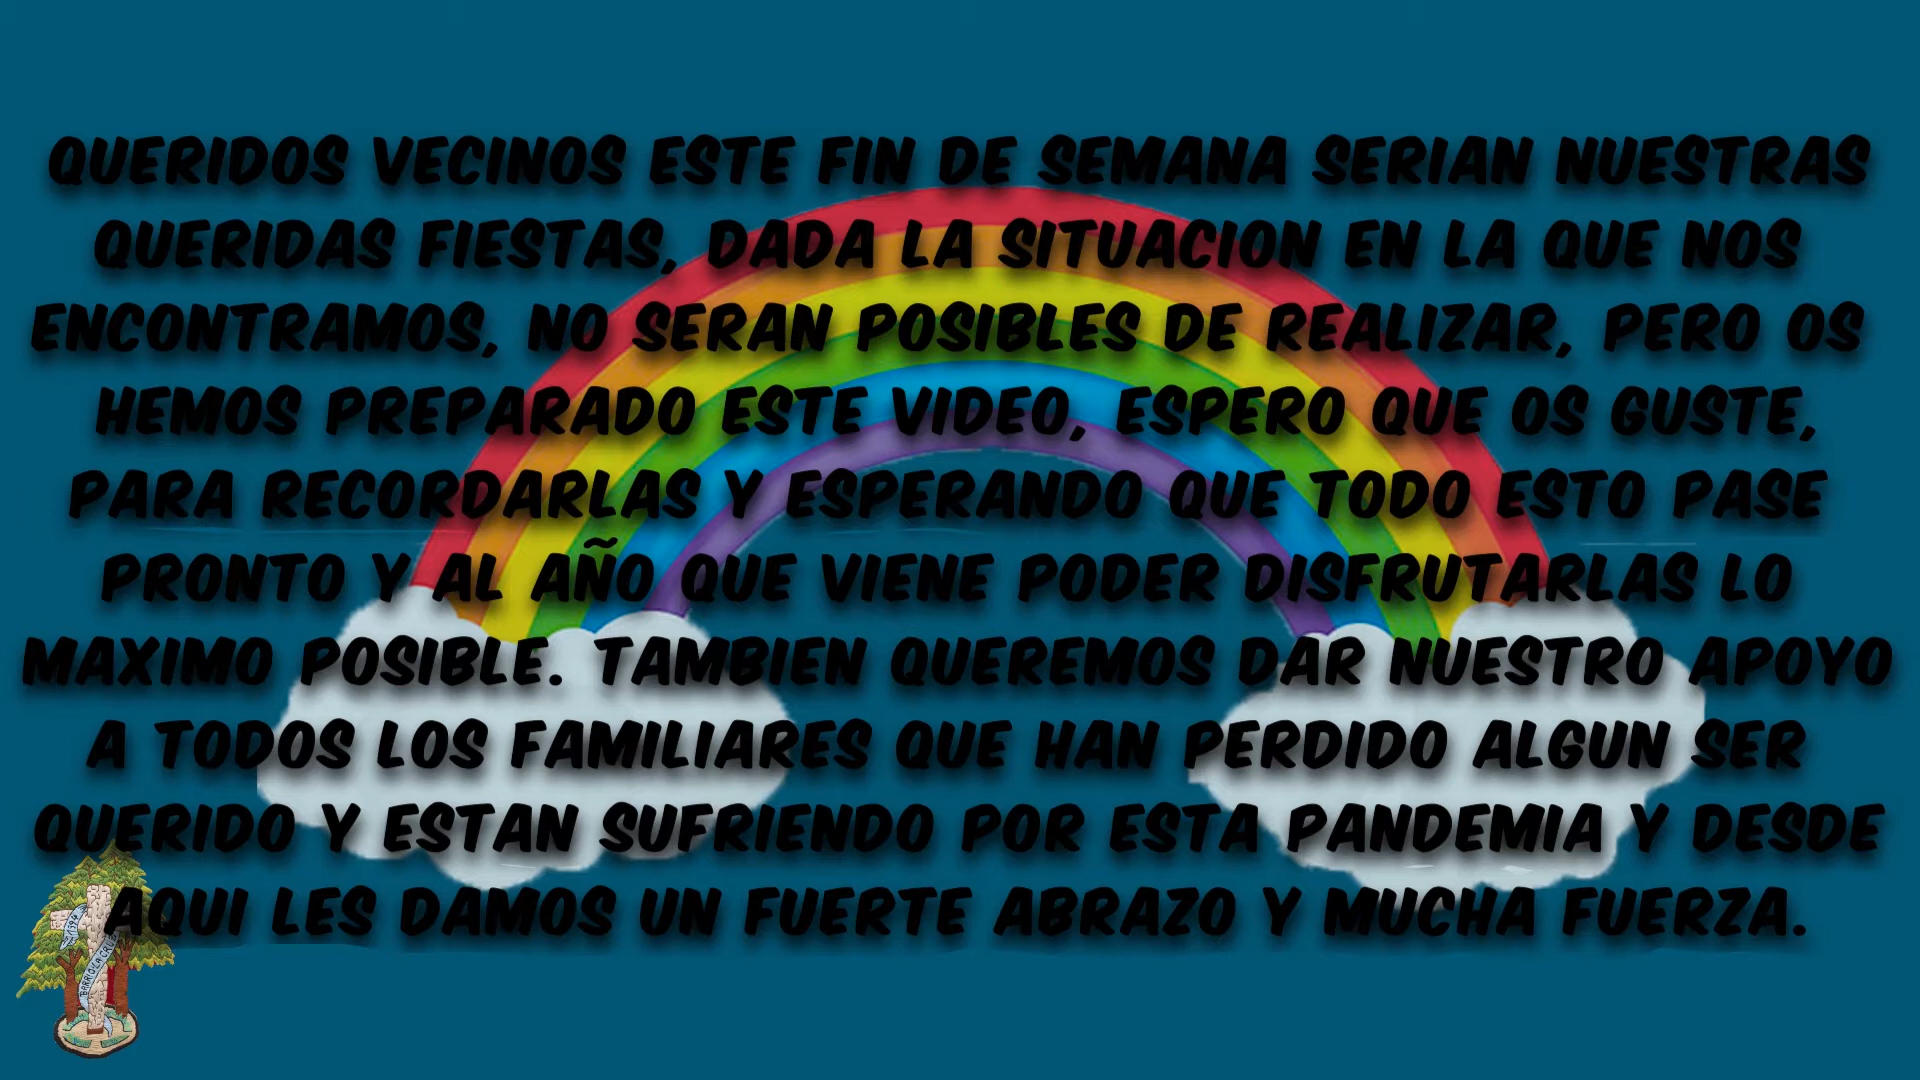 QUERIDOS VECINOS ESTE FIN DE SEMANA SERIAN NUESTRAS
QUERIDAS FIESTAS, DADA LA SITUACION EN LA QUE NOS
ENCONTRAMOS, NO SERAN POSIBLES DE REALIZAR, PERO OS
HEMOS PREPARADO ESTE VIDEO, ESPERO QUE OS GUSTE,
PARA RECORDARLAS Y ESPERANDO QUE TODO ESTO PASE
PRONTO Y AL AÑO QUE VIENE PODER DISFRUTARLAS LO
MAXIMO POSIBLE. TAMBIEN QUEREMOS DAR NUESTRO APOYO
A TODOS LOS FAMILIARES QUE HAN PERDIDO ALGUN SER
QUERIDO Y ESTAN SUFRIENDO POR ESTA PANDEMIA Y DESDE
AQUI LES DAMOS UN FUERTE ABRAZO Y MUCHA FUERZA.
BARRIO LA CRUZ